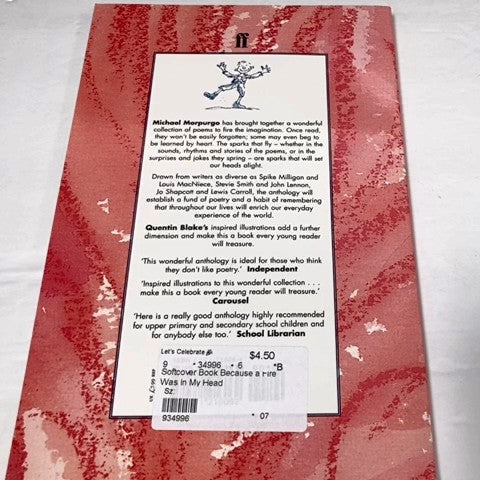 ff
Michael Morpurgo has brought together a wonderful
collection of poems to fire the imagination. Once read,
they won't be easily forgotten; some may even beg to
be learned by heart. The sparks that fly – whether in the
sounds, rhythms and stories of the poems, or in the
surprises and jokes they spring – are sparks that will set
our heads alight.
Drawn from writers as diverse as Spike Milligan and
Louis MacNiece, Stevie Smith and John Lennon,
Jo Shapcott and Lewis Carroll, the anthology will
establish a fund of poetry and a habit of remembering
that throughout our lives will enrich our everyday
experience of the world.
Quentin Blake's inspired illustrations add a further
dimension and make this a book every young reader
will treasure.
'This wonderful anthology is ideal for those who think
they don't like poetry.' Independent
'Inspired illustrations to this wonderful collection . . .
make this a book every young reader will treasure.'
Carousel
'Here is a really good anthology highly recommended
for upper primary and secondary school children and
for anybody else too.' School Librarian
Let's Celebrate
$4.50
9 • 34996 • 6 *B
Softcover Book Because a Fire
Was In My Head
Sz:
934996 * 07